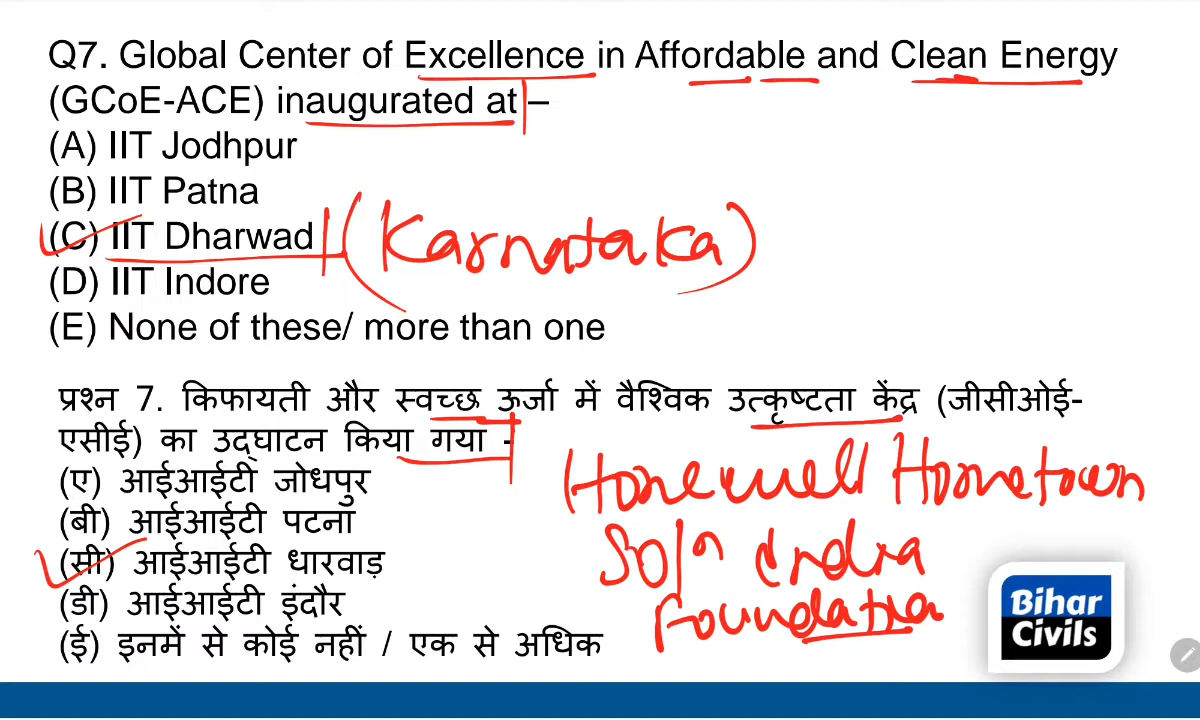 Q7. Global Center of Excellence in Affordable and Clean Energy
(GCoE-ACE) inaugurated at –
(A) IIT Jodhpur
(B) IIT Patna
(C) IIT Dharwad (Karnataka)
(D) IIT Indore
(E) None of these/ more than one
प्रश्न 7. किफायती और स्वच्छ ऊर्जा में वैश्विक उत्कृष्टता केंद्र (जीसीओई-
एसीई) का उद्घाटन किया गया -
(ए) आईआईटी जोधपुर
(बी) आईआईटी पटना
(सी) आईआईटी धारवाड़
(डी) आईआईटी इंदौर
(ई) इनमें से कोई नहीं / एक से अधिक
Hometown
India
Bihar
Civils